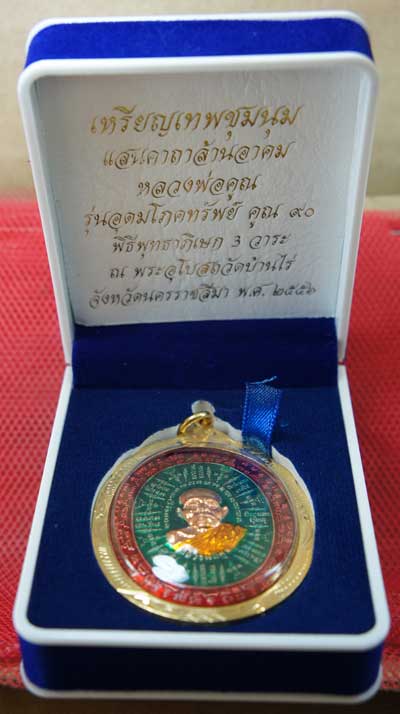 เหรียญเทพชุมนุม
แสนคาถาล้านอาคม
หลวงพ่อคูณ
รุ่นอุดมโภคทรัพย์ คูณ ๙๐
พิธีพุทธาภิเษก 3 วาระ
ณ พระอุโบสถวัดบ้านไร่
จังหวัดนครราชสีมา พ.ศ. ๒๕๕๖